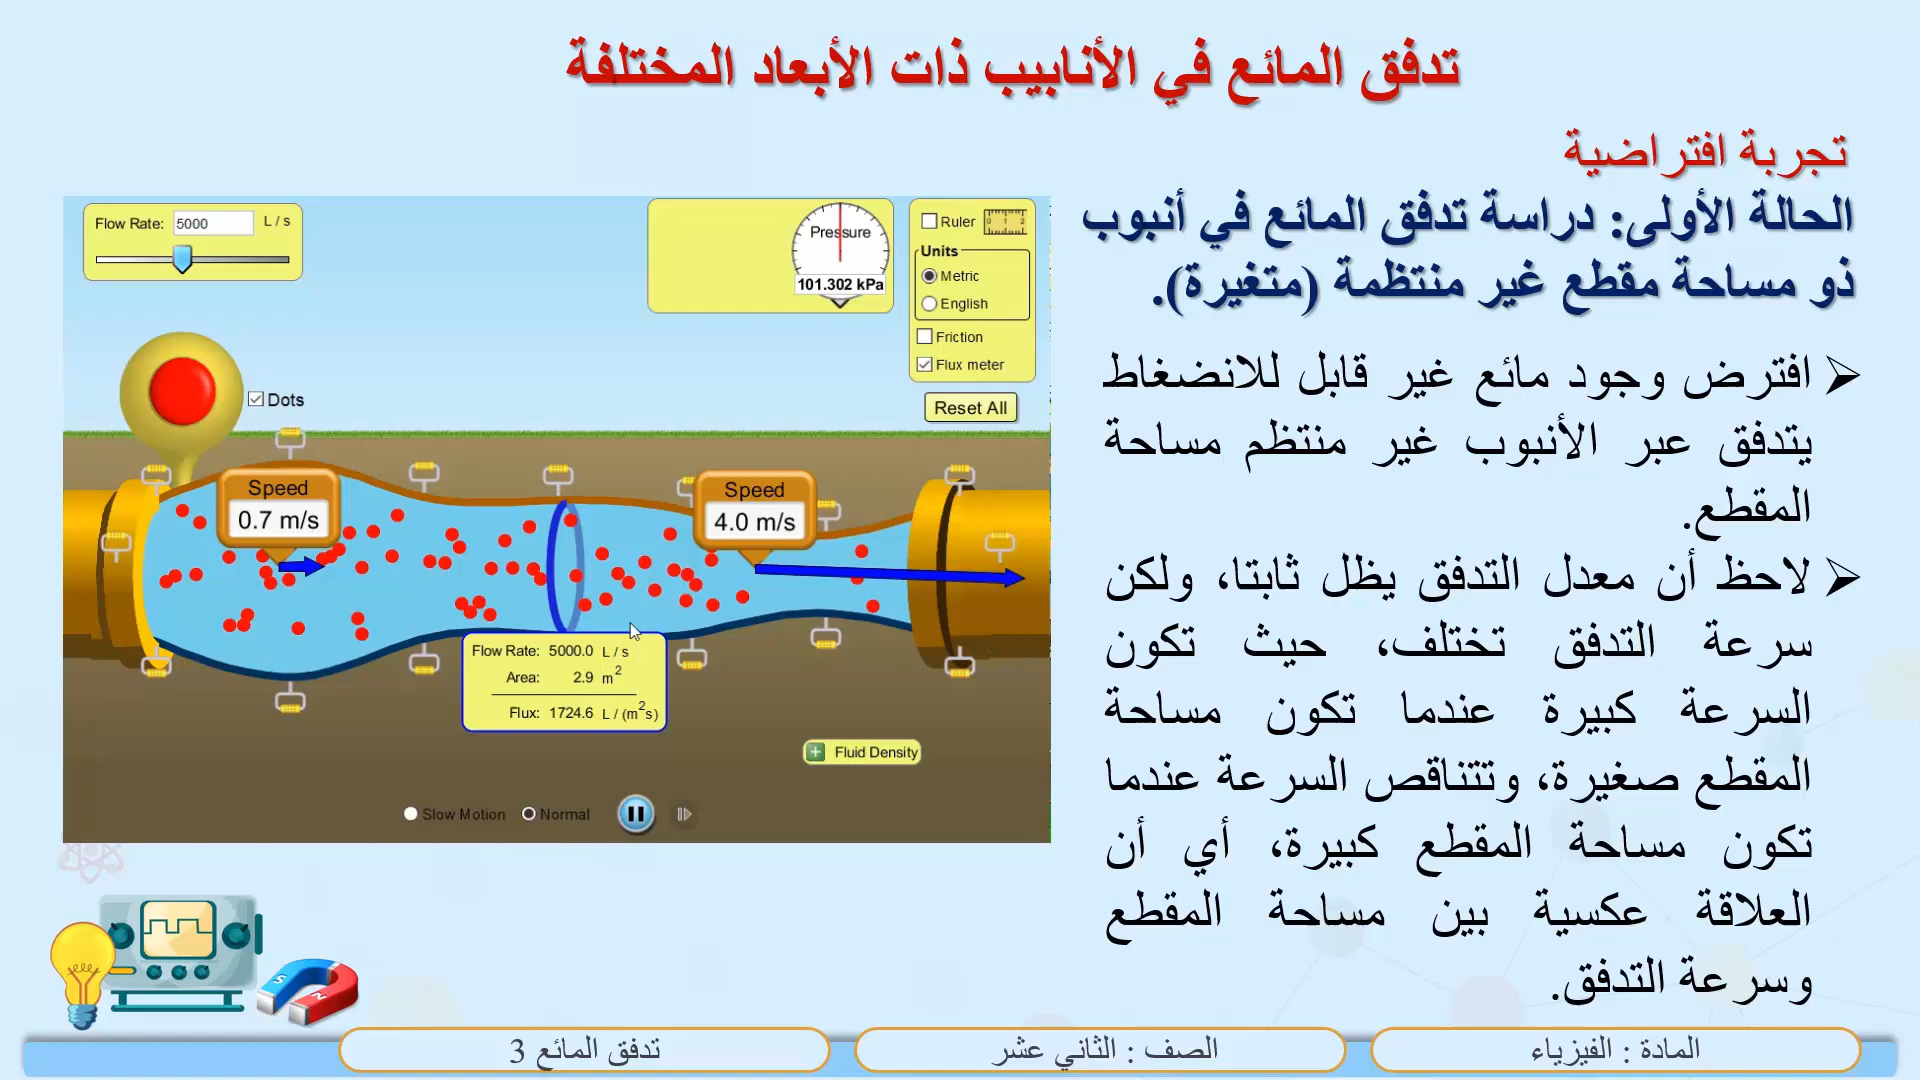 تدفق المائع في الأنابيب ذات الأبعاد المختلفة
تجربة افتراضية
الحالة الأولى: دراسة تدفق المائع في أنبوب
ذو مساحة مقطع غير منتظمة (متغيرة).
افترض وجود مائع غير قابل للانضغاط
يتدفق عبر الأنبوب غير منتظم مساحة
المقطع.
لاحظ أن معدل التدفق يظل ثابتا، ولكن
سرعة التدفق تختلف، حيث تكون
السرعة كبيرة عندما تكون مساحة
المقطع صغيرة، وتتناقص السرعة عندما
تكون مساحة المقطع كبيرة، أي أن
العلاقة عكسية بين مساحة المقطع
وسرعة التدفق.
Flow Rate: 5000 L / s
Pressure
101.302 kPa
Ruler
0 1 2
Units
Metric
English
Friction
Flux meter
Reset All
Dots
Speed
0.7 m/s
Speed
4.0 m/s
Flow Rate: 5000.0 L / s
Area: 2.9 m2
Flux: 1724.6 L / (m2s)
Fluid Density
Slow Motion Normal
S N
المادة : الفيزياء
الصف : الثاني عشر
تدفق المائع 3